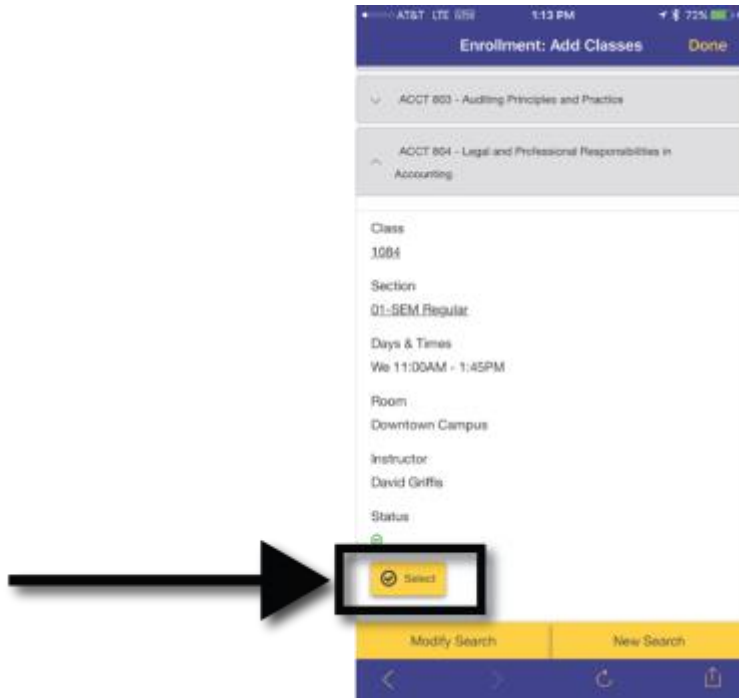 AT&T LTE 1:13 PM 72%
Enrollment: Add Classes Done
ACCT 803 - Auditing Principles and Practice
ACCT 804 - Legal and Professional Responsibilities in
Accounting
Class
1084
Section
01-SEM Regular
Days & Times
We 11:00AM - 1:45PM
Room
Downtown Campus
Instructor
David Griffis
Status
Select
Modify Search New Search